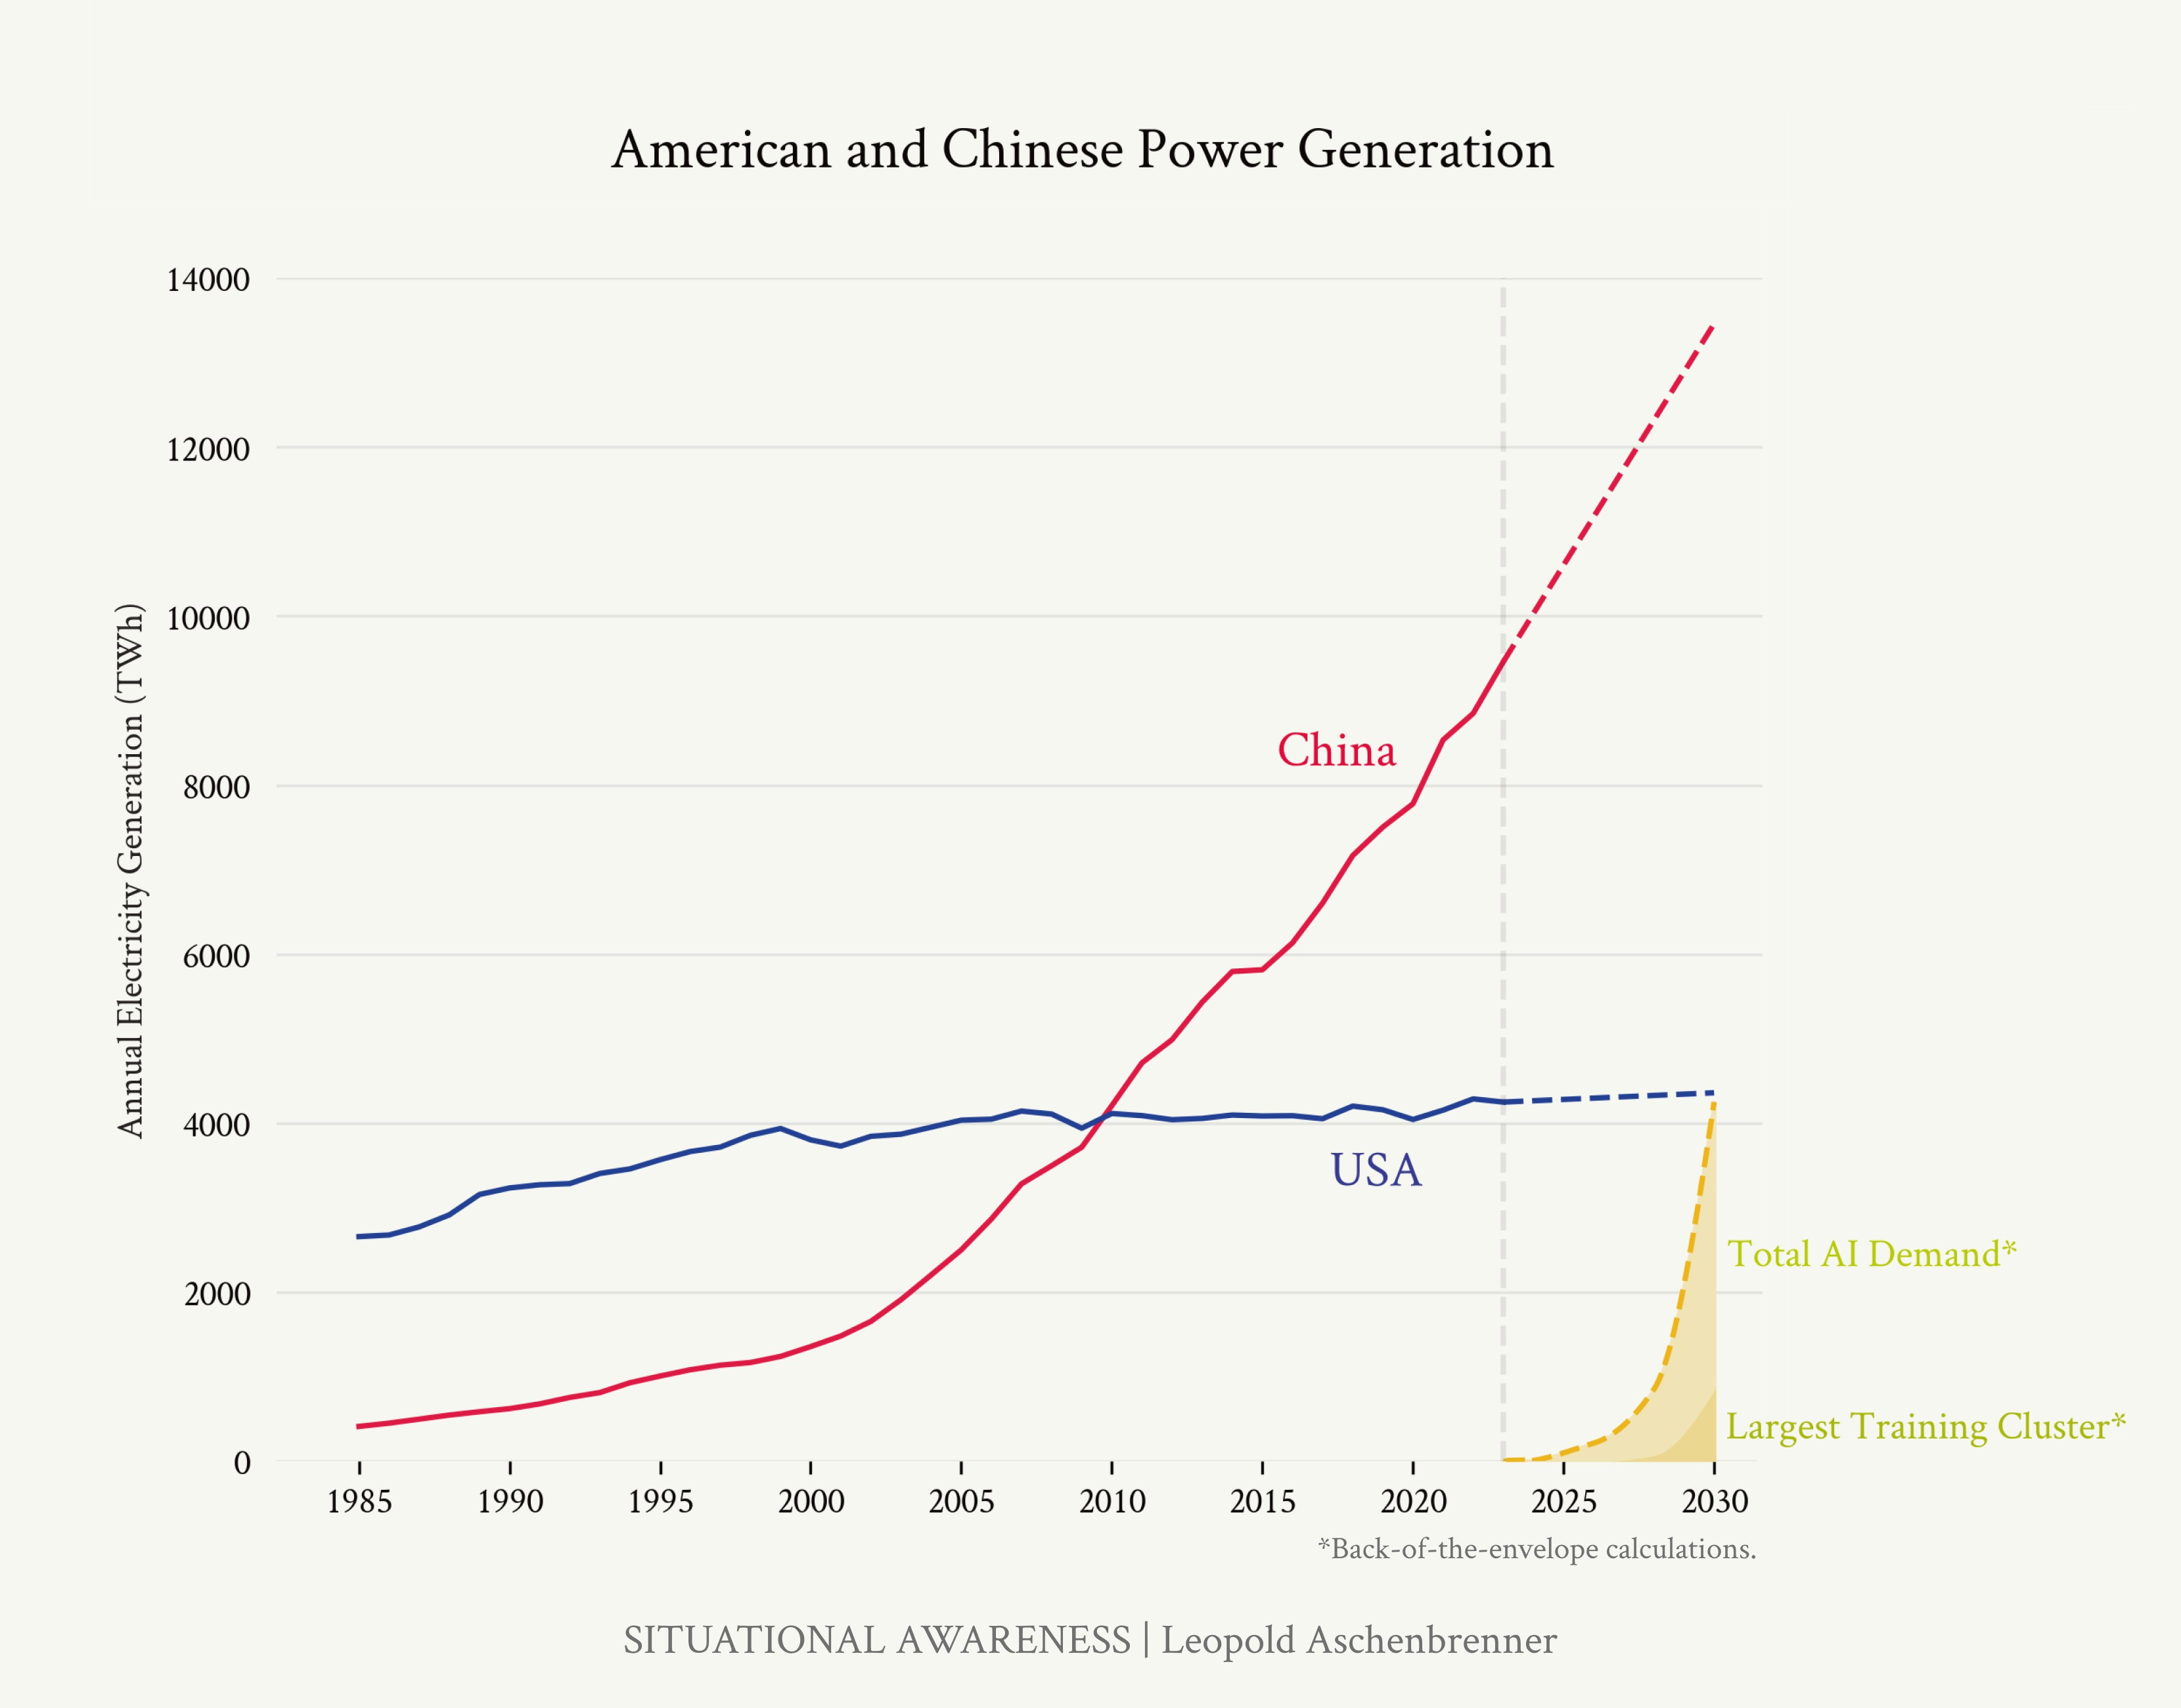 American and Chinese Power Generation
14000
12000
10000
8000
6000
4000
2000
0
Annual Electricity Generation (TWh)
China
USA
Total AI Demand*
Largest Training Cluster*
1985 1990 1995 2000 2005 2010 2015 2020 2025 2030
*Back-of-the-envelope calculations.
SITUATIONAL AWARENESS | Leopold Aschenbrenner